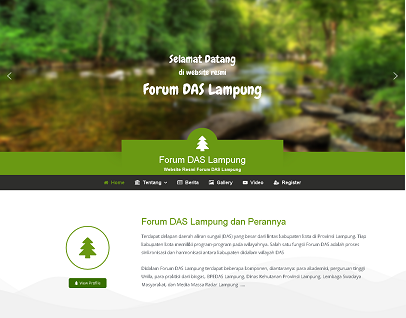 Selamat Datang
di website resmi
Forum DAS Lampung
Forum DAS Lampung
Website Resmi Forum DAS Lampung
Home Tentang Berita Gallery Video Register
Forum DAS Lampung dan Perannya
Terdapat delapan daerah aliran sungai (DAS) yang besar dan lintas kabupaten kota di Provinsi Lampung. Tiap
kabupaten kota memiliki program-program pada wilayahnya. Salah satu fungsi Forum DAS adalah proses
sinkronisasi dan harmonisasi antara kabupaten didalam wilayah DAS
Didalam Forum DAS Lampung terdapat beberapa komponen, diantaranya para akademisi, perguruan tinggi
Unila, para praktisi dan biogas, BPEDAS Lampung, Dinas Kehutanan Provinsi Lampung, Lembaga Swadaya
Masyarakat, dan Media Massa Radar Lampung ....
View Profile